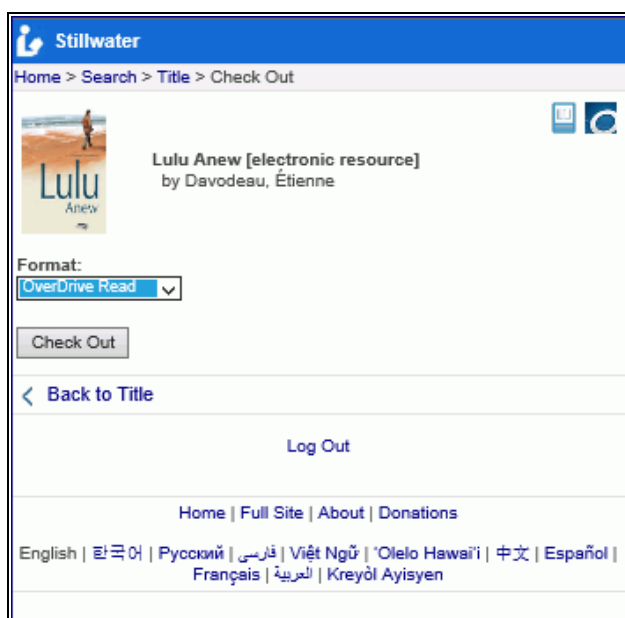 Stillwater
Home > Search > Title > Check Out
Lulu
Anew
Lulu Anew [electronic resource]
by Davodeau, Étienne
Format:
OverDrive Read
Check Out
Back to Title
Log Out
Home | Full Site | About | Donations
English | 한국어 | Русский | فارسی | Việt Ngữ | 'Olelo Hawai'i | 中文 | Español |
Français | العربية | Kreyòl Ayisyen